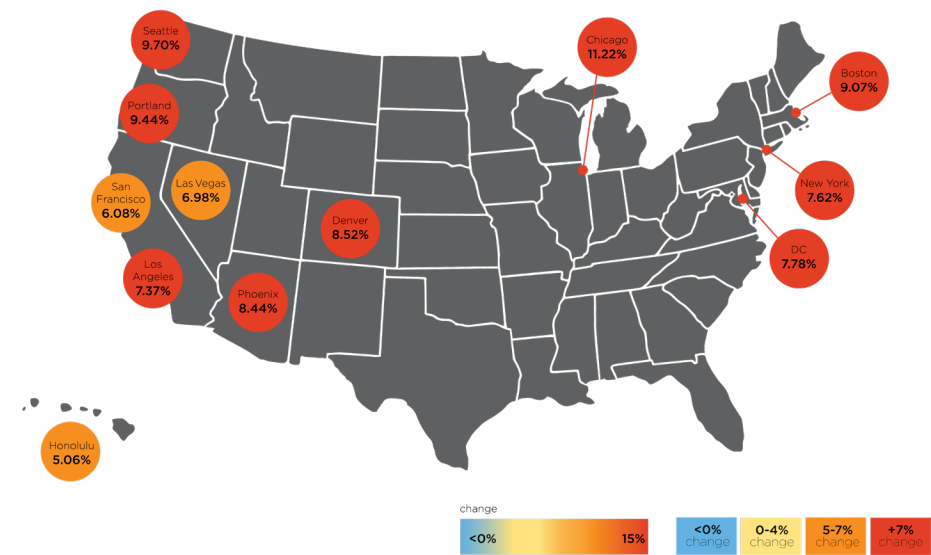 Seattle
9.70%
Portland
9.44%
San
Francisco
6.08%
Las Vegas
6.98%
Los
Angeles
7.37%
Phoenix
8.44%
Denver
8.52%
Chicago
11.22%
Boston
9.07%
New York
7.62%
DC
7.78%
Honolulu
5.06%
change
<0%
15%
<0%
change
0-4%
change
5-7%
change
+7%
change